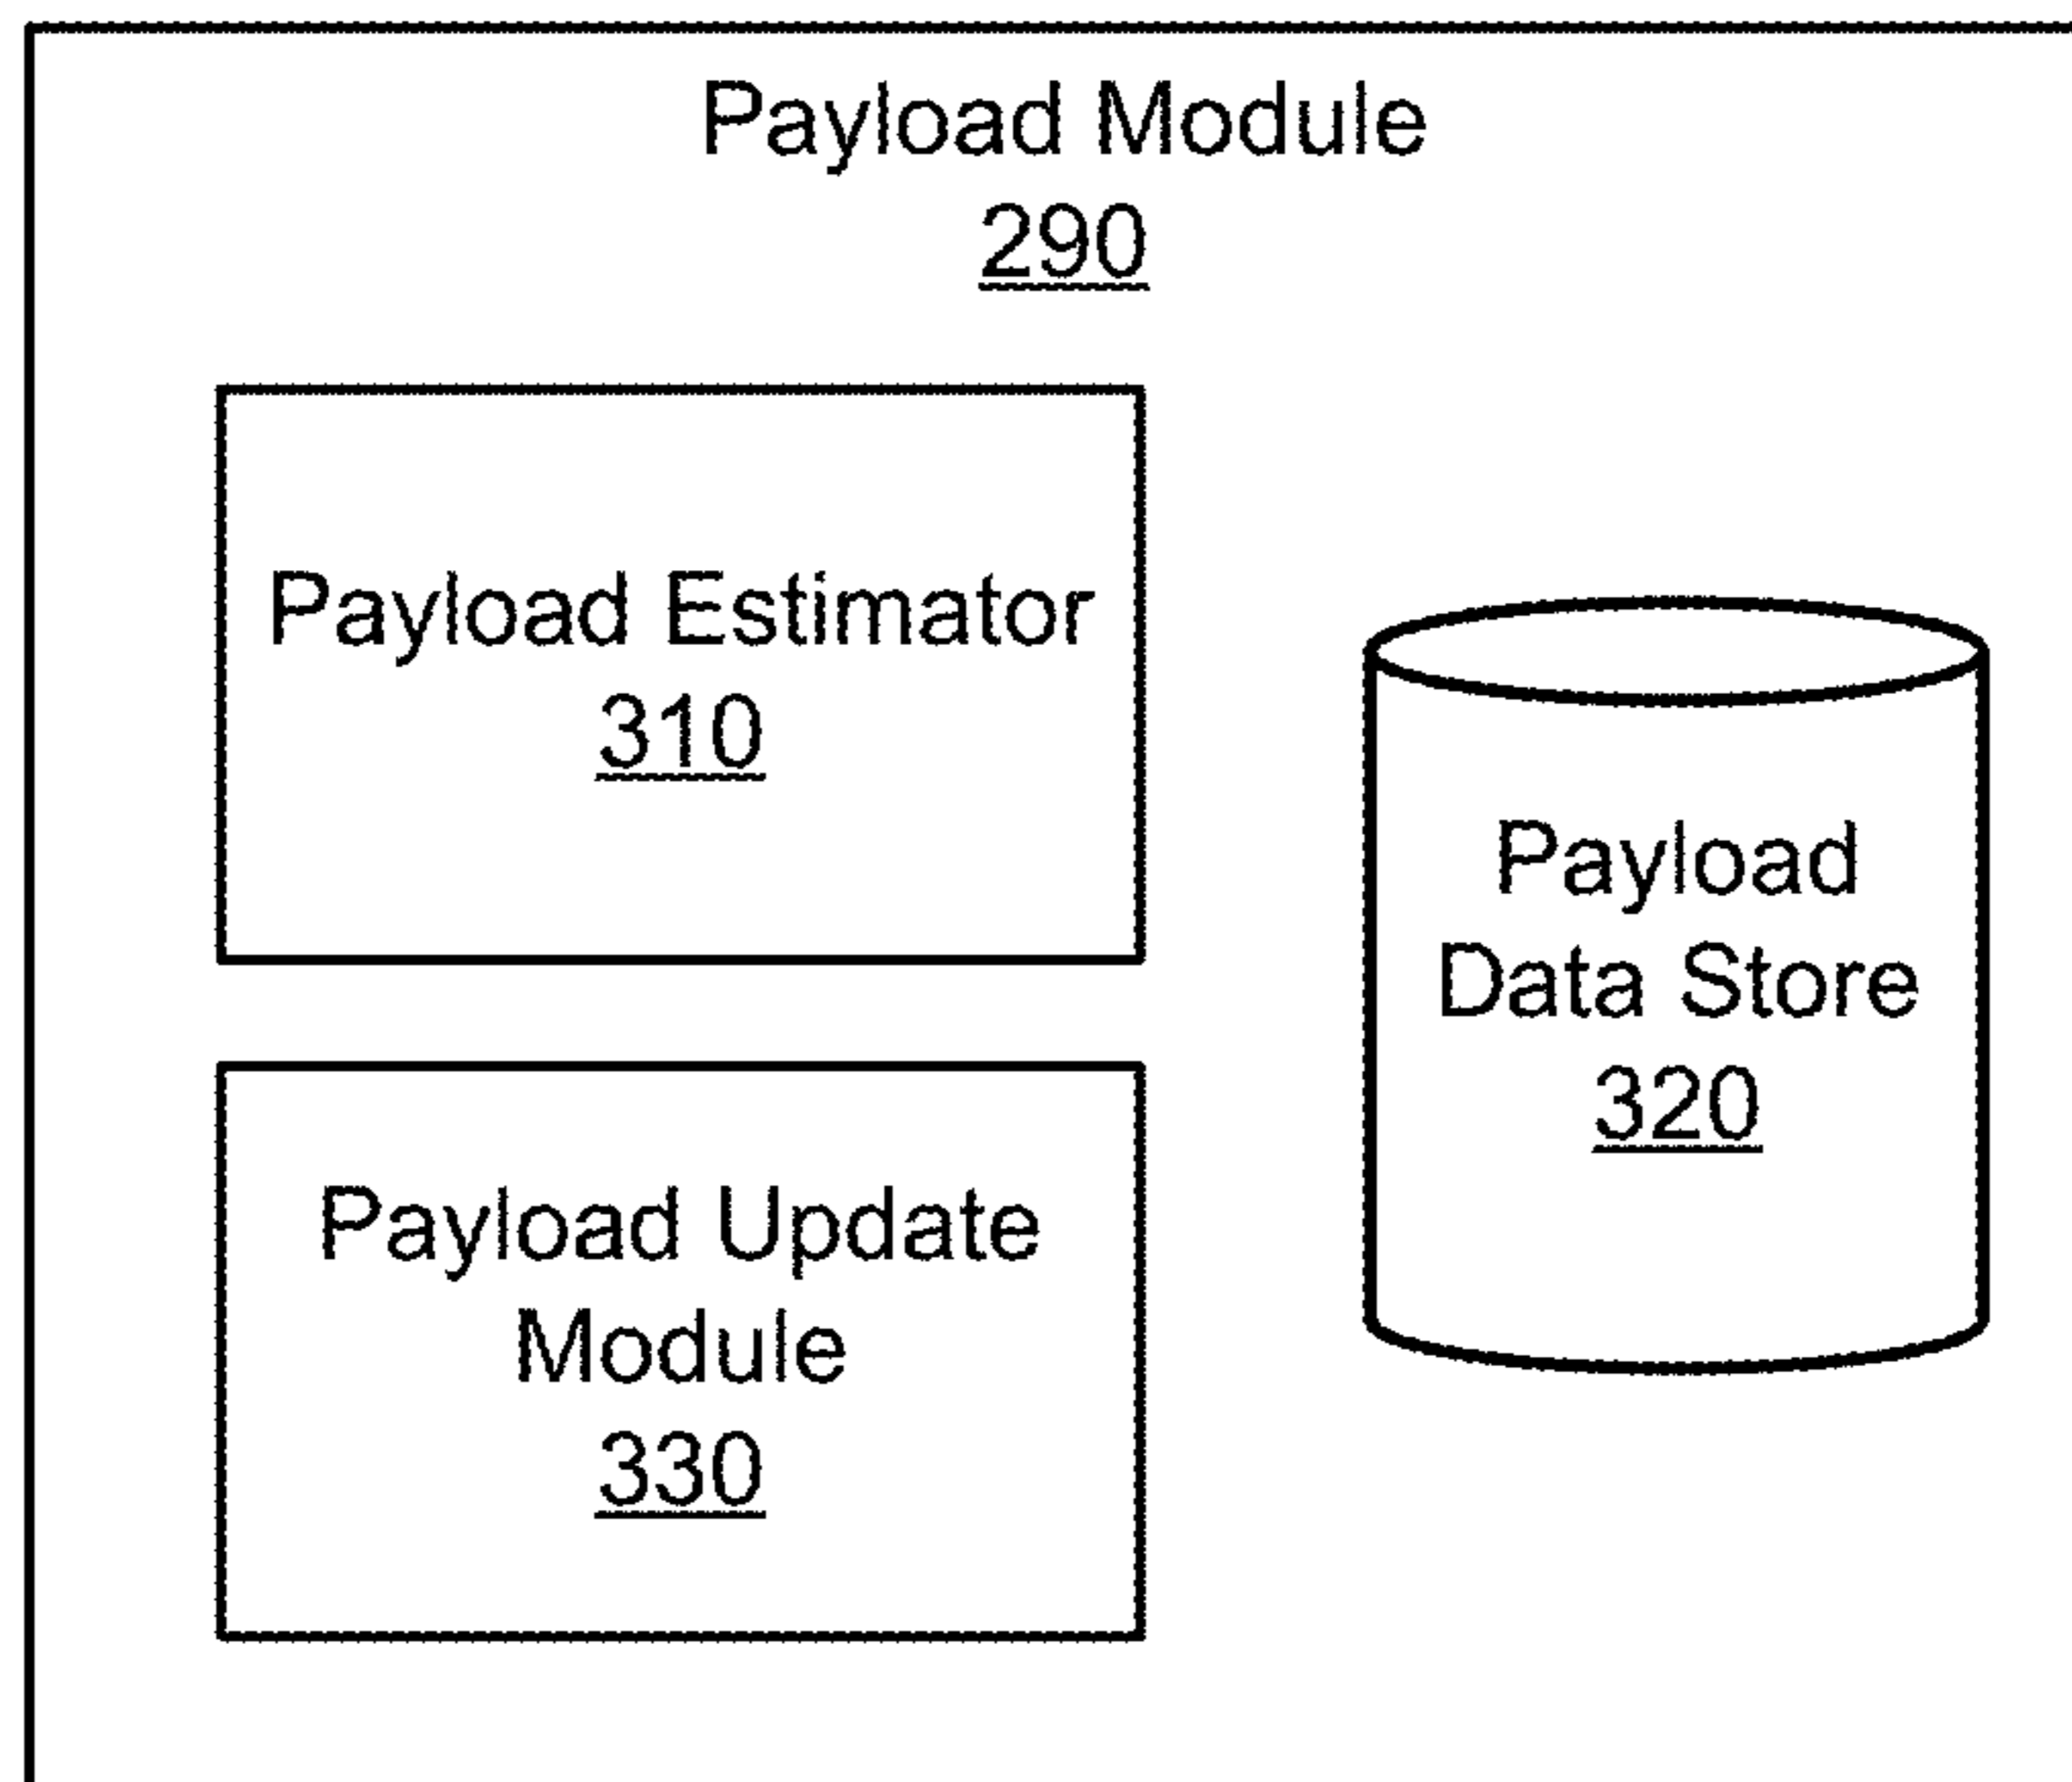 Payload Module
290
Payload Estimator
310
Payload
Data Store
320
Payload Update
Module
330